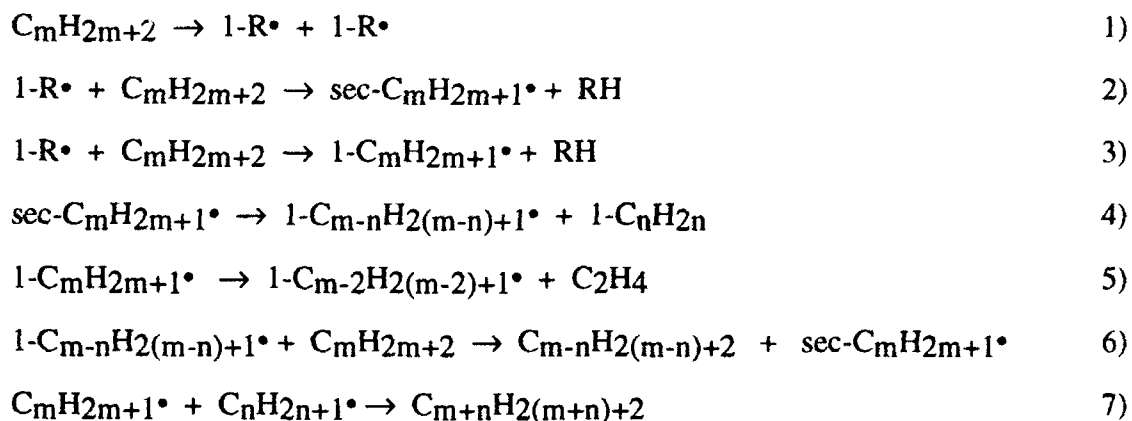 CmH2m+2 → 1-R• + 1-R• 1)
1-R• + CmH2m+2 → sec-CmH2m+1• + RH 2)
1-R• + CmH2m+2 → 1-CmH2m+1• + RH 3)
sec-CmH2m+1• → 1-Cm-nH2(m-n)+1• + 1-CnH2n 4)
1-CmH2m+1• → 1-Cm-2H2(m-2)+1• + C2H4 5)
1-Cm-nH2(m-n)+1• + CmH2m+2 → Cm-nH2(m-n)+2 + sec-CmH2m+1• 6)
CmH2m+1• + CnH2n+1• → Cm+nH2(m+n)+2 7)